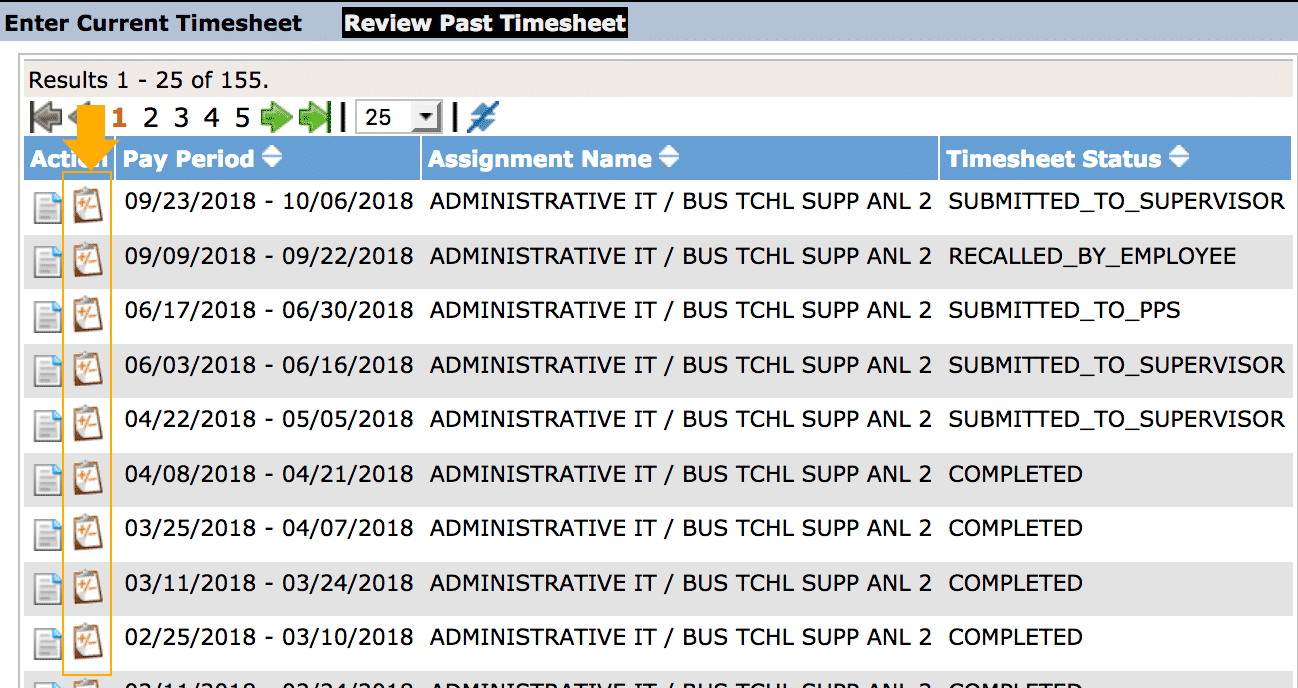 Enter Current Timesheet Review Past Timesheet
Results 1 - 25 of 155.
1 2 3 4 5 25
Action Pay Period Assignment Name Timesheet Status
09/23/2018 - 10/06/2018 ADMINISTRATIVE IT / BUS TCHL SUPP ANL 2 SUBMITTED_TO_SUPERVISOR
09/09/2018 - 09/22/2018 ADMINISTRATIVE IT / BUS TCHL SUPP ANL 2 RECALLED_BY_EMPLOYEE
06/17/2018 - 06/30/2018 ADMINISTRATIVE IT / BUS TCHL SUPP ANL 2 SUBMITTED_TO_PPS
06/03/2018 - 06/16/2018 ADMINISTRATIVE IT / BUS TCHL SUPP ANL 2 SUBMITTED_TO_SUPERVISOR
04/22/2018 - 05/05/2018 ADMINISTRATIVE IT / BUS TCHL SUPP ANL 2 SUBMITTED_TO_SUPERVISOR
04/08/2018 - 04/21/2018 ADMINISTRATIVE IT / BUS TCHL SUPP ANL 2 COMPLETED
03/25/2018 - 04/07/2018 ADMINISTRATIVE IT / BUS TCHL SUPP ANL 2 COMPLETED
03/11/2018 - 03/24/2018 ADMINISTRATIVE IT / BUS TCHL SUPP ANL 2 COMPLETED
02/25/2018 - 03/10/2018 ADMINISTRATIVE IT / BUS TCHL SUPP ANL 2 COMPLETED